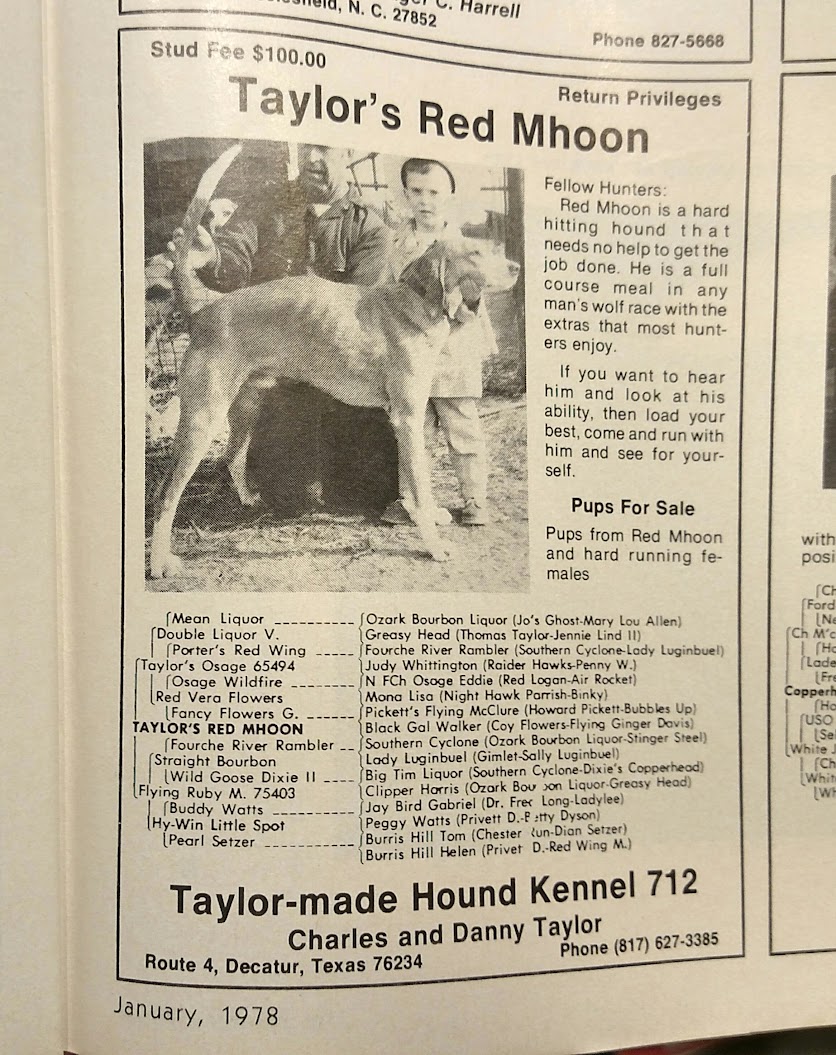 C. Harrell
N. C. 27852
Phone 827-5668
Stud Fee $100.00
Return Privileges
Taylor's Red Mhoon
Fellow Hunters:
Red Mhoon is a hard
hitting hound that
needs no help to get the
job done. He is a full
course meal in any
man's wolf race with the
extras that most hunt-
ers enjoy.
If you want to hear
him and look at his
ability, then load your
best, come and run with
him and see for your-
self.
Pups For Sale
Pups from Red Mhoon
and hard running fe-
males
Mean Liquor
Ozark Bourbon Liquor (Jo's Ghost-Mary Lou Allen)
Double Liquor V.
Greasy Head (Thomas Taylor-Jennie Lind II)
Porter's Red Wing
Fourche River Rambler (Southern Cyclone-Lady Luginbuel)
Taylor's Osage 65494
Judy Whittington (Raider Hawks-Penny W.)
Osage Wildfire
N FCh Osage Eddie (Red Logan-Air Rocket)
Red Vera Flowers
Mona Lisa (Night Hawk Parrish-Binky)
Fancy Flowers G.
Pickett's Flying McClure (Howard Pickett-Bubbles Up)
TAYLOR'S RED MHOON
Black Gal Walker (Coy Flowers-Flying Ginger Davis)
Fourche River Rambler
Southern Cyclone (Ozark Bourbon Liquor-Stinger Steel)
Straight Bourbon
Lady Luginbuel (Gimlet-Sally Luginbuel)
Wild Goose Dixie II
Big Tim Liquor (Southern Cyclone-Dixie's Copperhead)
Flying Ruby M. 75403
Clipper Harris (Ozark Liquor-Greasy Head)
Buddy Watts
Jay Bird Gabriel (Dr. Long-Ladylee)
Hy-Win Little Spot
Peggy Watts (Privett D.- Dyson)
Pearl Setzer
Burris Hill Tom (Chester -Dian Setzer)
Burris Hill Helen (Privet D.-Red Wing M.)
Taylor-made Hound Kennel 712
Charles and Danny Taylor
Phone (817) 627-3385
Route 4, Decatur, Texas 76234
January, 1978
with
posi
Ford
Ch M'c
Lade
Copperh
USO
White J